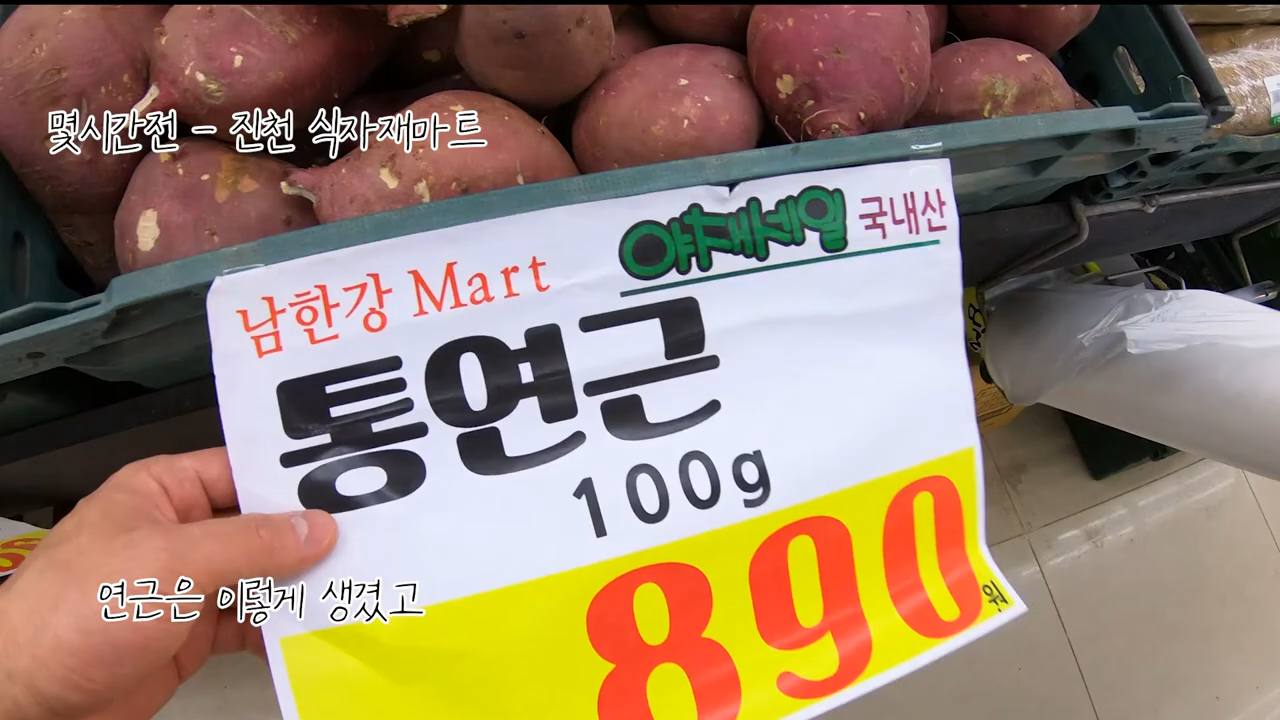 몇시간전 - 진천 식자재마트
남한강 Mart 야채세일 국내산
통연근
100g
890원
연근은 이렇게 생겼고